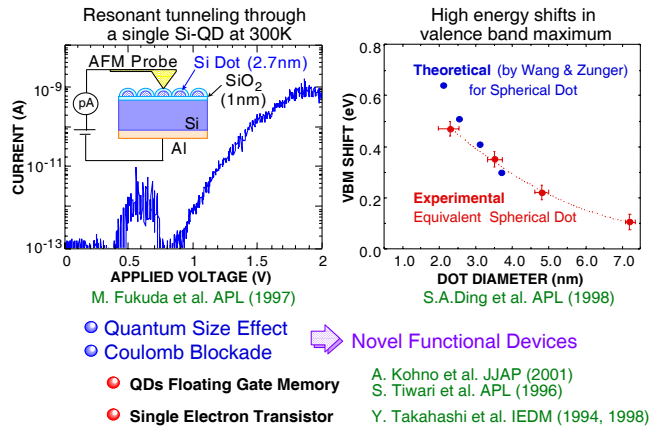 Resonant tunneling through
a single Si-QD at 300K
AFM Probe
Si Dot (2.7nm)
SiO2
(1nm)
pA
Si
Al
10-9
10-11
10-13
CURRENT (A)
0 0.5 1 1.5 2
APPLIED VOLTAGE (V)
M. Fukuda et al. APL (1997)
High energy shifts in
valence band maximum
Theoretical (by Wang & Zunger)
for Spherical Dot
Experimental
Equivalent Spherical Dot
0.8
0.6
0.4
0.2
0.0
VBM SHIFT (eV)
1.0 2.0 3.0 4.0 5.0 6.0 7.0
DOT DIAMETER (nm)
S.A.Ding et al. APL (1998)
Quantum Size Effect
Coulomb Blockade
Novel Functional Devices
QDs Floating Gate Memory
A. Kohno et al. JJAP (2001)
S. Tiwari et al. APL (1996)
Single Electron Transistor
Y. Takahashi et al. IEDM (1994, 1998)